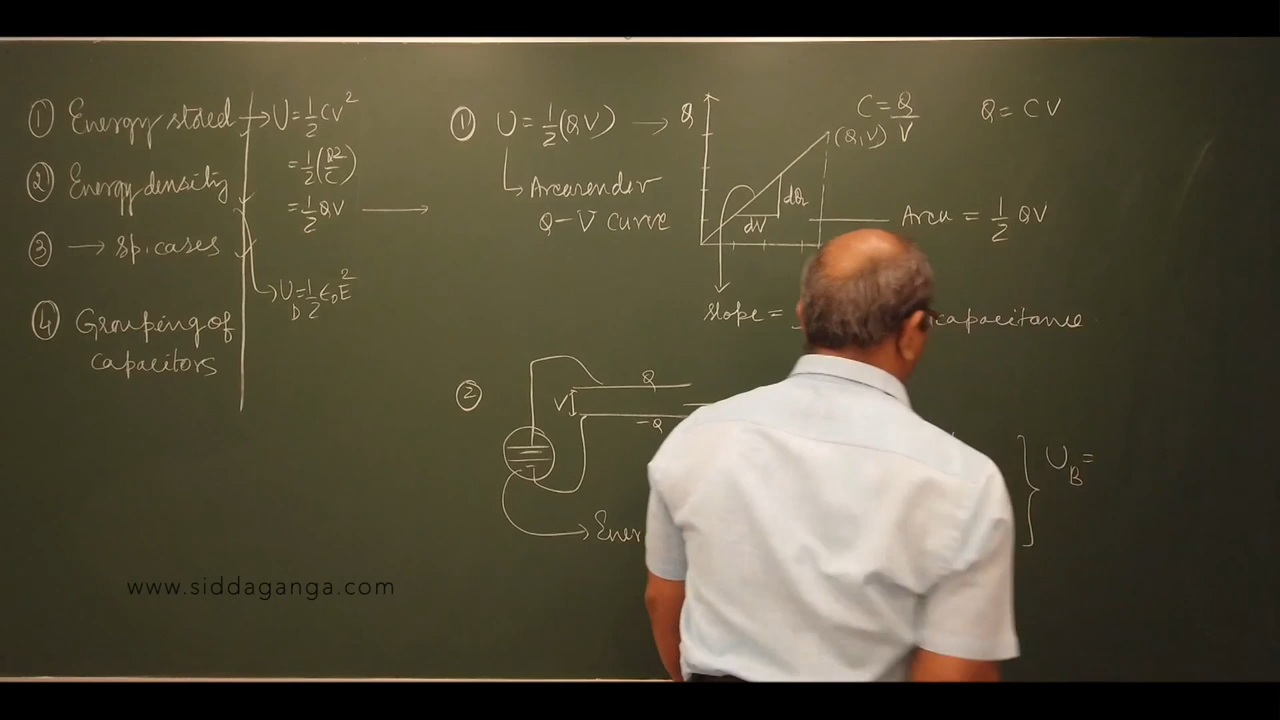 ① Energy stored → U = 1/2 CV²
= 1/2 (Q²/C)
② Energy density
= 1/2 QV →
③ → Sp. cases
U_D = 1/2 ε₀E²
④ Grouping of
capacitors
① U = 1/2 (QV) →
Area under
Q-V curve
Q
C = Q/V
Q = CV
(Q,V)
dQ
dV
Area = 1/2 QV
Slope =
capacitance
②
Q
V
-Q
U_B =
www.siddaganga.com